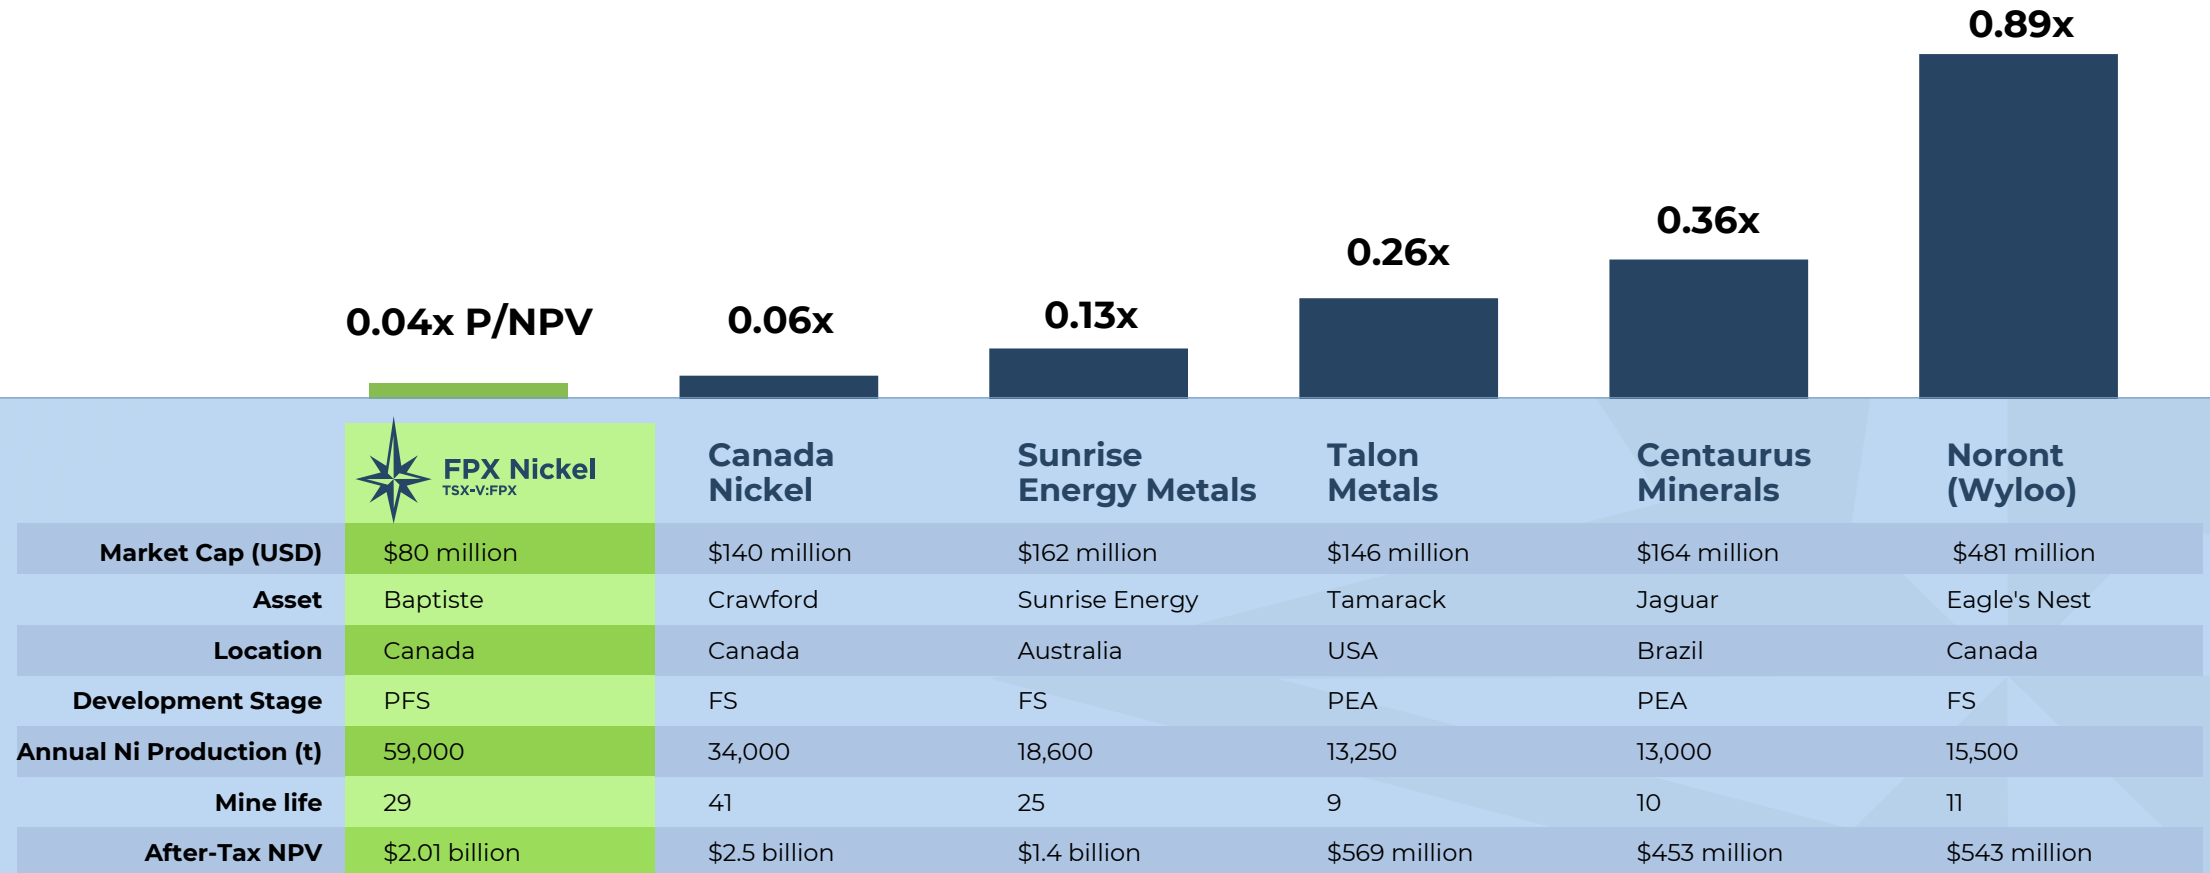 0.89x
0.36x
0.26x
0.04x P/NPV 0.06x 0.13x
FPX Nickel
TSX-V:FPX
Canada
Nickel
Sunrise
Energy Metals
Talon
Metals
Centaurus
Minerals
Noront
(Wyloo)
Market Cap (USD) $80 million $140 million $162 million $146 million $164 million $481 million
Asset Baptiste Crawford Sunrise Energy Tamarack Jaguar Eagle's Nest
Location Canada Canada Australia USA Brazil Canada
Development Stage PFS FS FS PEA PEA FS
Annual Ni Production (t) 59,000 34,000 18,600 13,250 13,000 15,500
Mine life 29 41 25 9 10 11
After-Tax NPV $2.01 billion $2.5 billion $1.4 billion $569 million $453 million $543 million